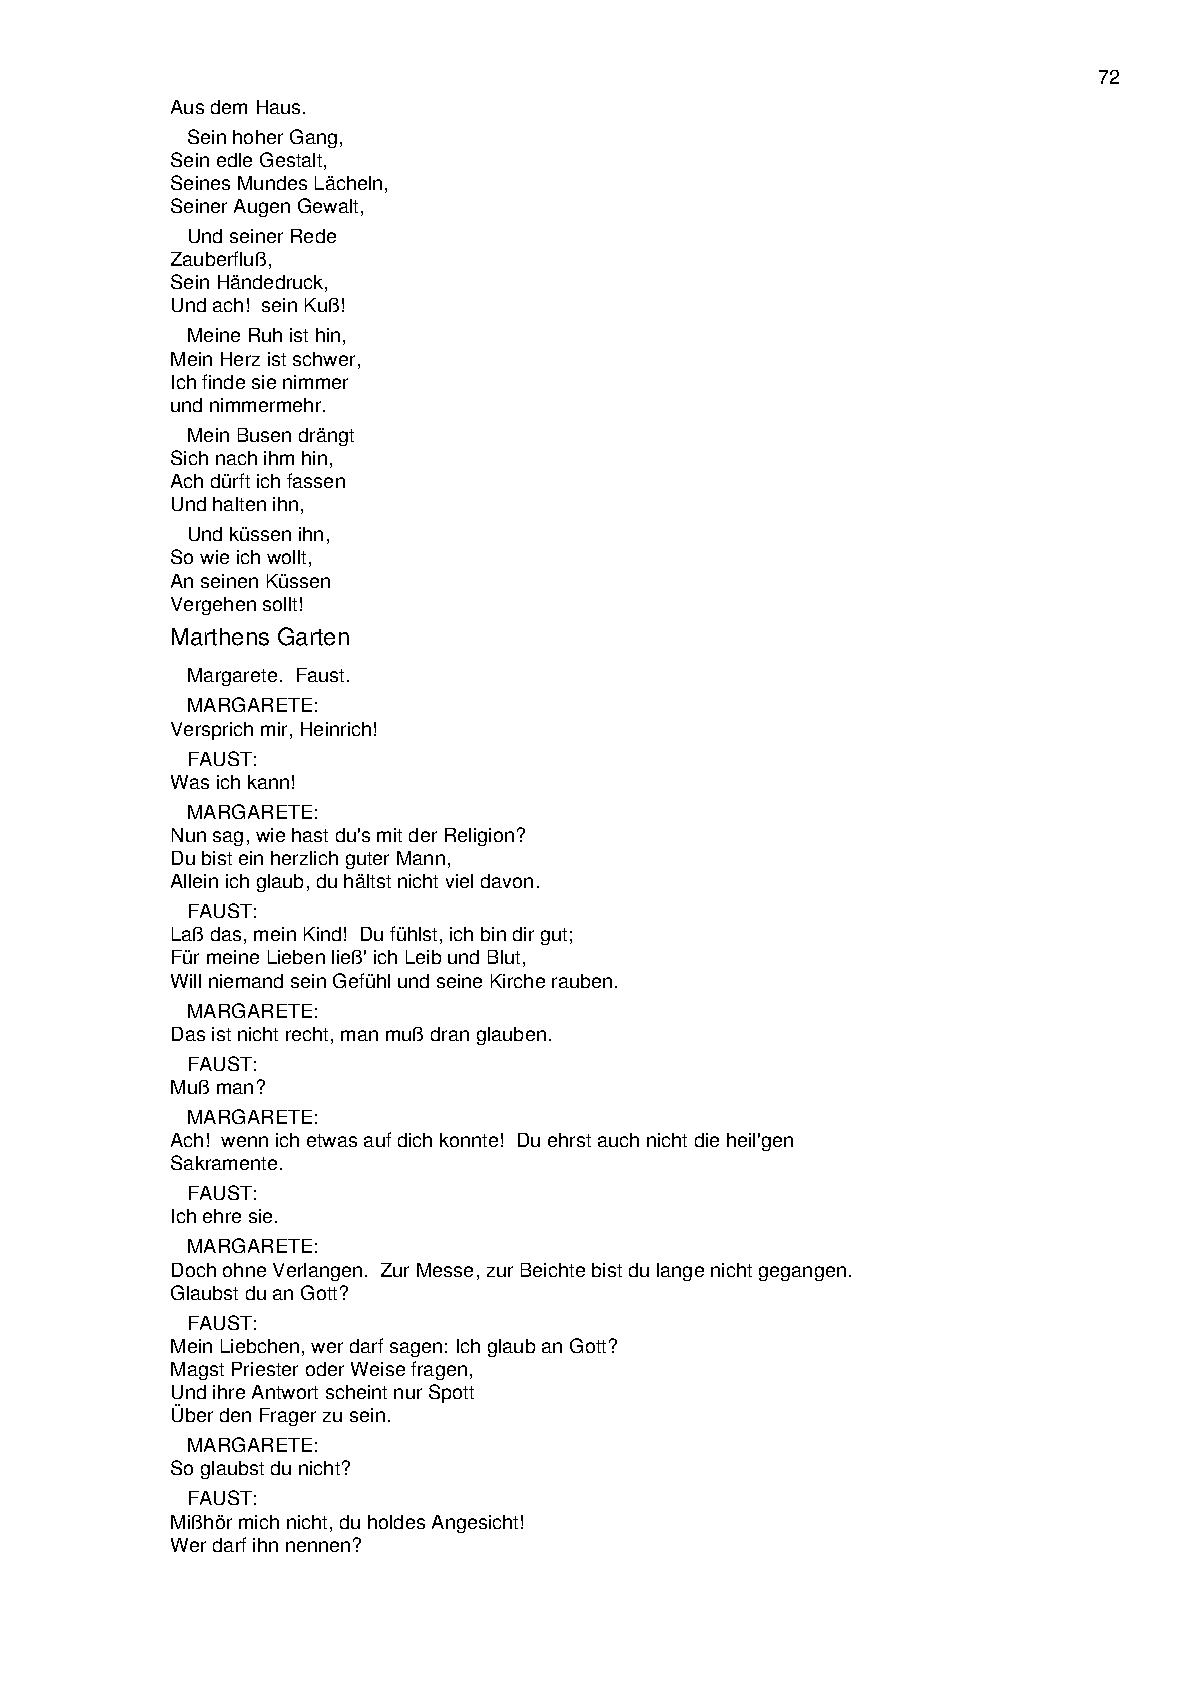 72
Aus dem Haus.
Sein hoher Gang,
Sein edle Gestalt,
Seines Mundes Lächeln,
Seiner Augen Gewalt,
Und seiner Rede
Zauberfluß,
Sein Händedruck,
Und ach!  sein Kuß!
Meine Ruh ist hin,
Mein Herz ist schwer,
Ich finde sie nimmer
und nimmermehr.
Mein Busen drängt
Sich nach ihm hin,
Ach dürft ich fassen
Und halten ihn,
Und küssen ihn,
So wie ich wollt,
An seinen Küssen
Vergehen sollt!
Marthens Garten
Margarete.  Faust.
MARGARETE:
Versprich mir, Heinrich!
FAUST:
Was ich kann!
MARGARETE:
Nun sag, wie hast du's mit der Religion?
Du bist ein herzlich guter Mann,
Allein ich glaub, du hältst nicht viel davon.
FAUST:
Laß das, mein Kind!  Du fühlst, ich bin dir gut;
Für meine Lieben ließ' ich Leib und Blut,
Will niemand sein Gefühl und seine Kirche rauben.
MARGARETE:
Das ist nicht recht, man muß dran glauben.
FAUST:
Muß man?
MARGARETE:
Ach!  wenn ich etwas auf dich konnte!  Du ehrst auch nicht die heil'gen
Sakramente.
FAUST:
Ich ehre sie.
MARGARETE:
Doch ohne Verlangen.  Zur Messe, zur Beichte bist du lange nicht gegangen.
Glaubst du an Gott?
FAUST:
Mein Liebchen, wer darf sagen: Ich glaub an Gott?
Magst Priester oder Weise fragen,
Und ihre Antwort scheint nur Spott
Über den Frager zu sein.
MARGARETE:
So glaubst du nicht?
FAUST:
Mißhör mich nicht, du holdes Angesicht!
Wer darf ihn nennen?